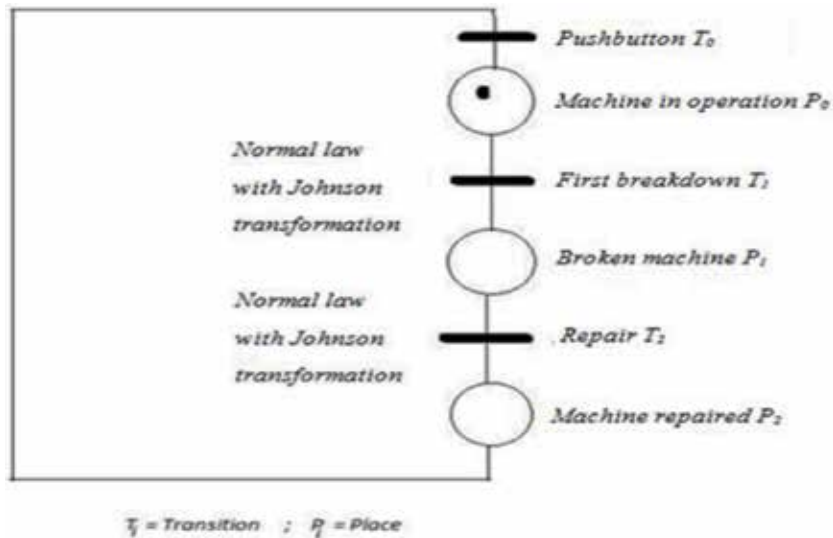 Pushbutton T₀
Machine in operation P₀
Normal law
with Johnson
transformation
First breakdown T₁
Broken machine P₁
Normal law
with Johnson
transformation
Repair T₂
Machine repaired P₂
Tᵢ = Transition ; Pᵢ = Place